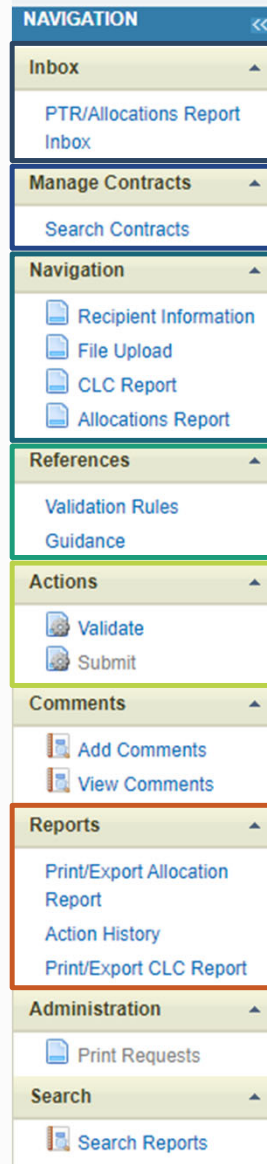 NAVIGATION <<
Inbox
PTR/Allocations Report
Inbox
Manage Contracts
Search Contracts
Navigation
Recipient Information
File Upload
CLC Report
Allocations Report
References
Validation Rules
Guidance
Actions
Validate
Submit
Comments
Add Comments
View Comments
Reports
Print/Export Allocation
Report
Action History
Print/Export CLC Report
Administration
Print Requests
Search
Search Reports